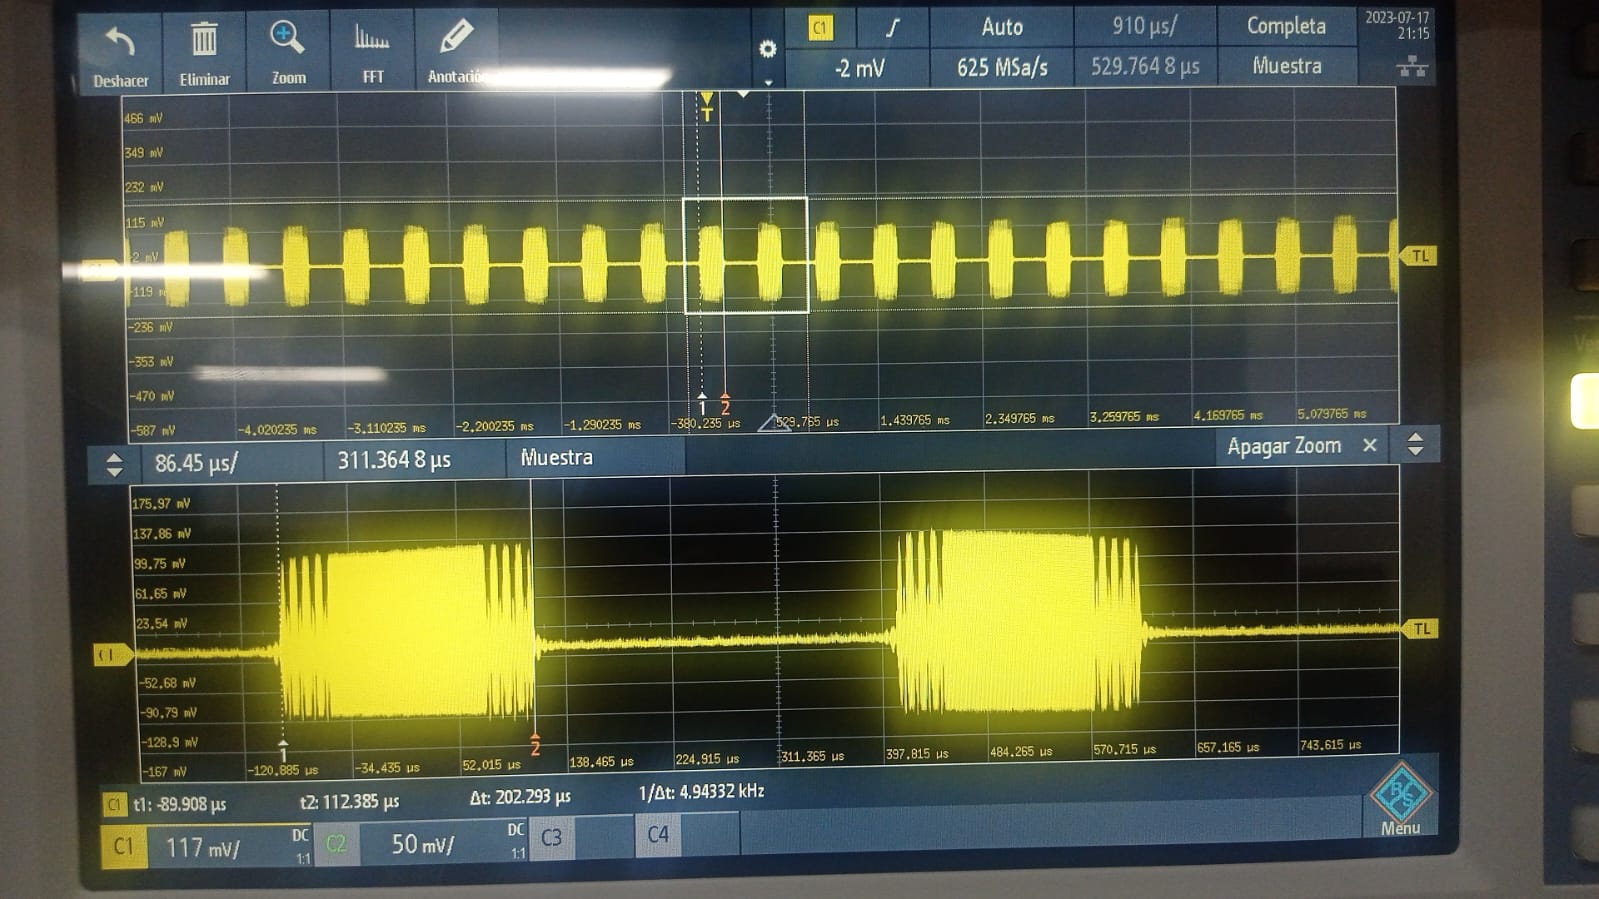 Deshacer
Eliminar
Zoom
FFT
C1
Auto
910 µs/
Completa
2023-07-17
21:15
-2 mV
625 MSa/s
529.764 8 µs
Muestra
T
466 mV
349 mV
232 mV
115 mV
-2 mV
-119
-236 mV
-353 mV
-470 mV
-587 mV
TL
1
2
-4.020235 ms
-3.110235 ms
-2.200235 ms
-1.290235 ms
-380.235 µs
529.765 µs
1.439765 ms
2.349765 ms
3.259765 ms
4.169765 ms
5.079765 ms
86.45 µs/
311.364 8 µs
Muestra
Apagar Zoom
175.97 mV
137.86 mV
99.75 mV
61.65 mV
23.54 mV
-52.68 mV
-90.79 mV
-128.9 mV
-167 mV
TL
1
2
-120.885 µs
-34.435 µs
52.015 µs
138.465 µs
224.915 µs
311.365 µs
397.815 µs
484.265 µs
570.715 µs
657.165 µs
743.615 µs
C1 t1: -89.908 µs
t2: 112.385 µs
Δt: 202.293 µs
1/Δt: 4.94332 kHz
C1
117 mV/
DC
1:1
C2
50 mV/
DC
1:1
C3
C4
R&S
Menu